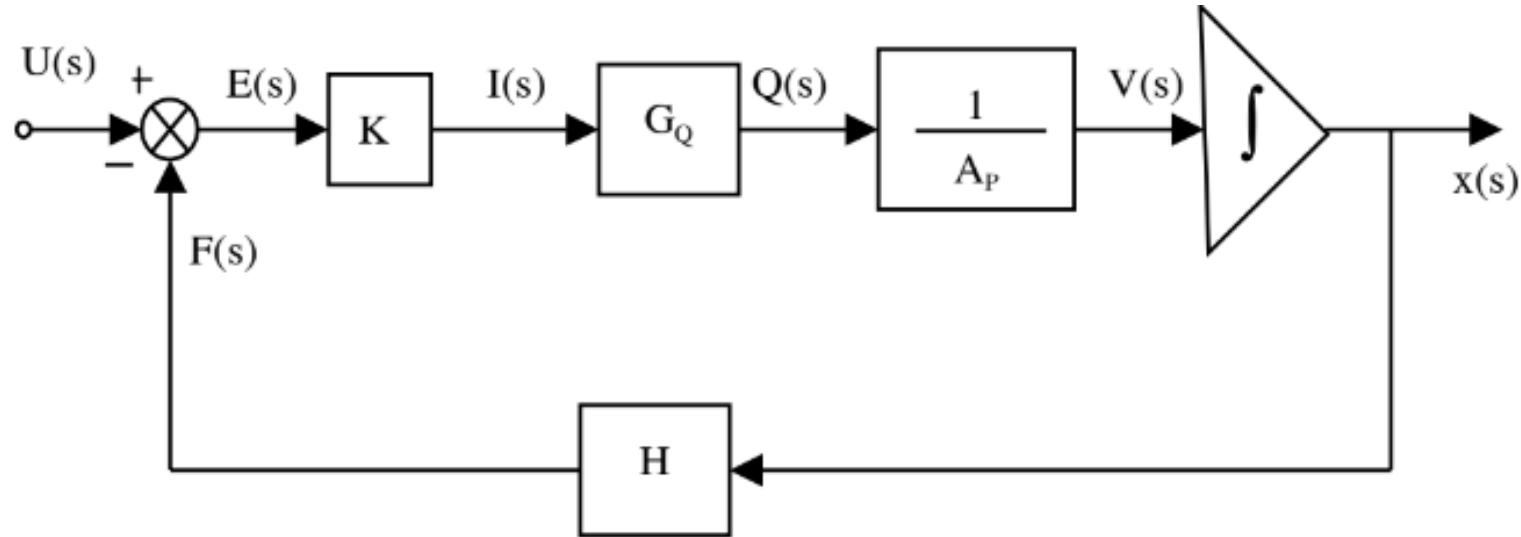 U(s)
+
−
E(s)
K
I(s)
G_Q
Q(s)
1
A_P
V(s)
∫
x(s)
F(s)
H